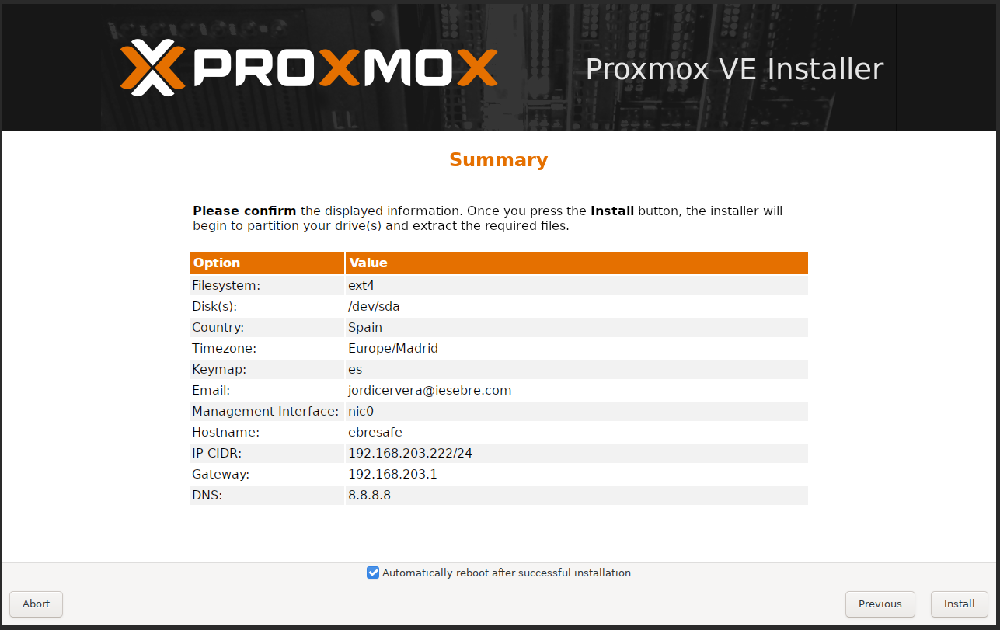 PROXMOX
Proxmox VE Installer
Summary
Please confirm the displayed information. Once you press the Install button, the installer will
begin to partition your drive(s) and extract the required files.
Option Value
Filesystem: ext4
Disk(s): /dev/sda
Country: Spain
Timezone: Europe/Madrid
Keymap: es
Email: jordicervera@iesebre.com
Management Interface: nic0
Hostname: ebresafe
IP CIDR: 192.168.203.222/24
Gateway: 192.168.203.1
DNS: 8.8.8.8
Automatically reboot after successful installation
Abort Previous Install